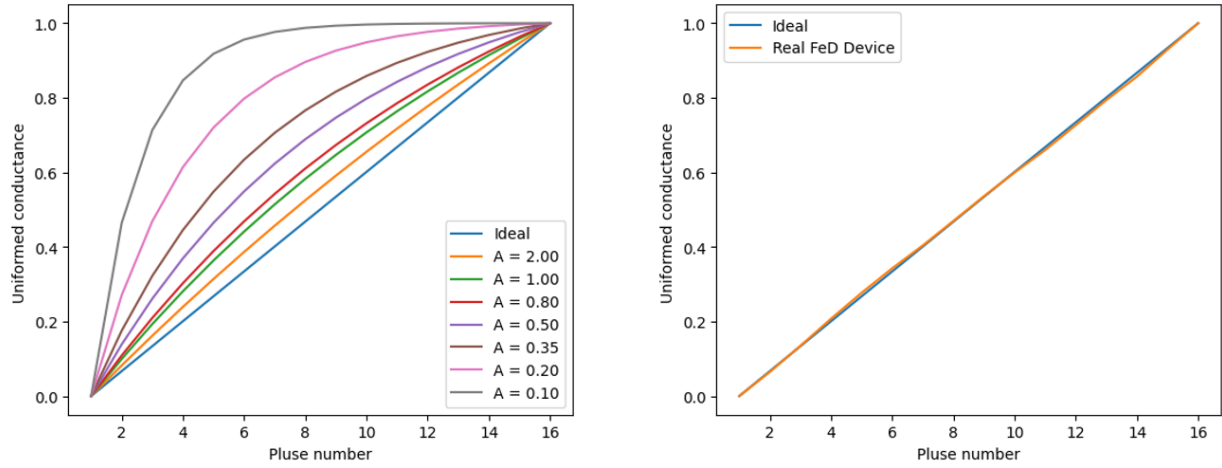 1.0
0.8
0.6
0.4
0.2
0.0
Uniformed conductance
2 4 6 8 10 12 14 16
Pluse number
Ideal
A = 2.00
A = 1.00
A = 0.80
A = 0.50
A = 0.35
A = 0.20
A = 0.10
1.0
0.8
0.6
0.4
0.2
0.0
Uniformed conductance
2 4 6 8 10 12 14 16
Pluse number
Ideal
Real FeD Device